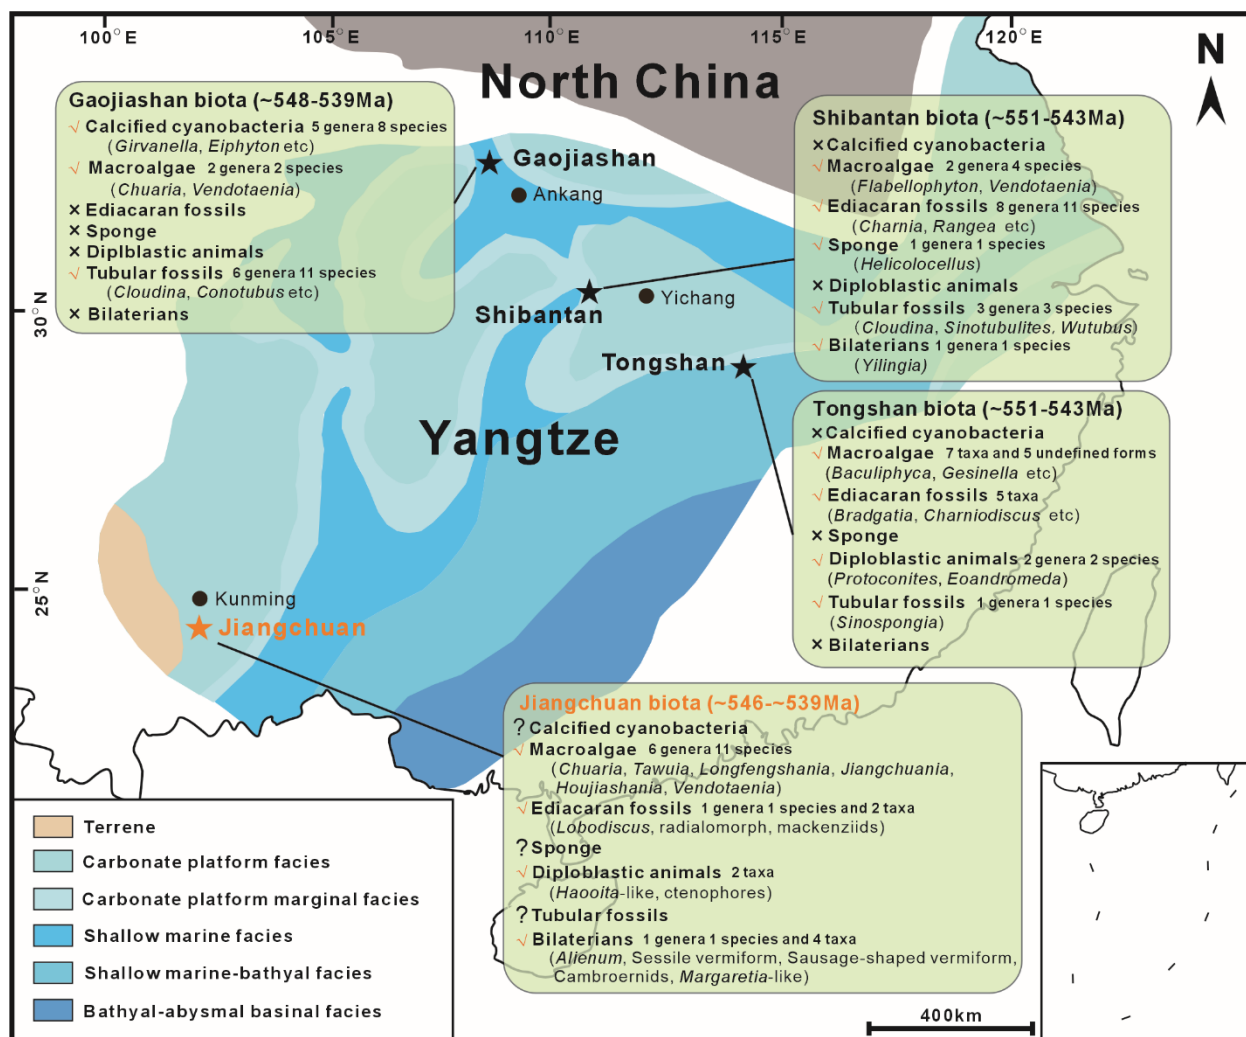 100°E 105°E 110°E 115°E 120°E
N
North China
Gaojiashan biota (~548-539Ma)
√ Calcified cyanobacteria 5 genera 8 species
(Girvanella, Eiphyton etc)
√ Macroalgae 2 genera 2 species
(Chuaria, Vendotaenia)
× Ediacaran fossils
× Sponge
× Diplblastic animals
√ Tubular fossils 6 genera 11 species
(Cloudina, Conotubus etc)
× Bilaterians
Gaojiashan
Ankang
Shibantan biota (~551-543Ma)
×Calcified cyanobacteria
√ Macroalgae 2 genera 4 species
(Flabellophyton, Vendotaenia)
√ Ediacaran fossils 8 genera 11 species
(Charnia, Rangea etc)
√ Sponge 1 genera 1 species
(Helicolocellus)
× Diploblastic animals
√ Tubular fossils 3 genera 3 species
(Cloudina, Sinotubulites, Wutubus)
√ Bilaterians 1 genera 1 species
(Yilingia)
30°N
Shibantan
Yichang
Tongshan
Yangtze
Tongshan biota (~551-543Ma)
×Calcified cyanobacteria
√ Macroalgae 7 taxa and 5 undefined forms
(Baculiphyca, Gesinella etc)
√ Ediacaran fossils 5 taxa
(Bradgatia, Charniodiscus etc)
× Sponge
√ Diploblastic animals 2 genera 2 species
(Protoconites, Eoandromeda)
√ Tubular fossils 1 genera 1 species
(Sinospongia)
× Bilaterians
25°N
Kunming
Jiangchuan
Jiangchuan biota (~546-~539Ma)
? Calcified cyanobacteria
√ Macroalgae 6 genera 11 species
(Chuaria, Tawuia, Longfengshania, Jiangchuania,
Houjiashania, Vendotaenia)
√ Ediacaran fossils 1 genera 1 species and 2 taxa
(Lobodiscus, radialomorph, mackenziids)
? Sponge
√ Diploblastic animals 2 taxa
(Haooita-like, ctenophores)
? Tubular fossils
√ Bilaterians 1 genera 1 species and 4 taxa
(Alienum, Sessile vermiform, Sausage-shaped vermiform,
Cambroernids, Margaretia-like)
Terrene
Carbonate platform facies
Carbonate platform marginal facies
Shallow marine facies
Shallow marine-bathyal facies
Bathyal-abysmal basinal facies
400km